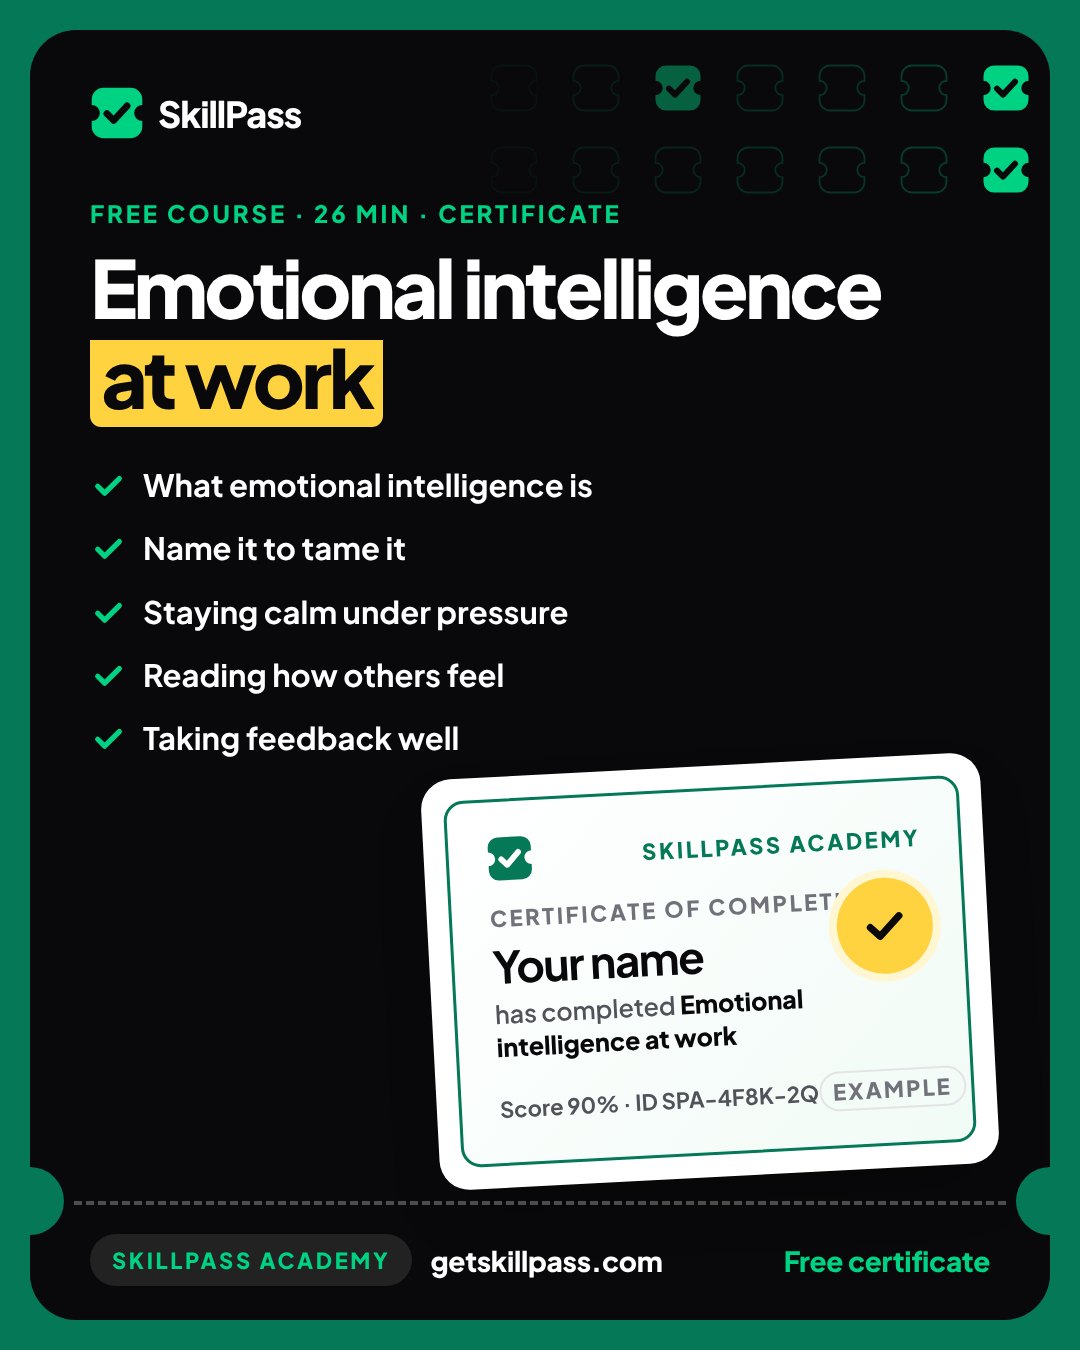 SkillPass
FREE COURSE · 26 MIN · CERTIFICATE
Emotional intelligence
at work
What emotional intelligence is
Name it to tame it
Staying calm under pressure
Reading how others feel
Taking feedback well
SKILLPASS ACADEMY
CERTIFICATE OF
Your name
has completed Emotional
intelligence at work
Score 90% · ID SPA-4F8K-2Q
EXAMPLE
SKILLPASS ACADEMY
getskillpass.com
Free certificate